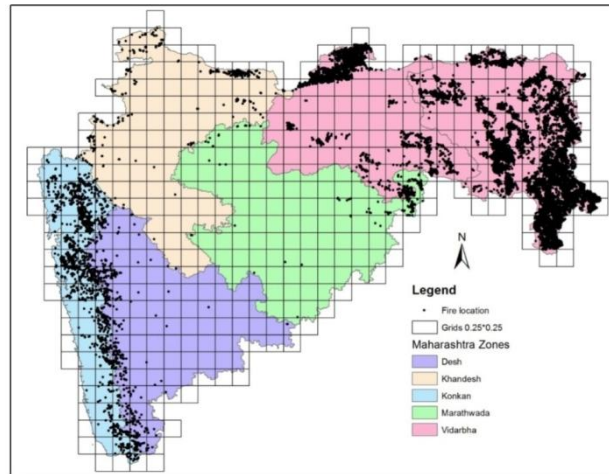 N
Legend
Fire location
Grids 0.25*0.25
Maharashtra Zones
Desh
Khandesh
Konkan
Marathwada
Vidarbha